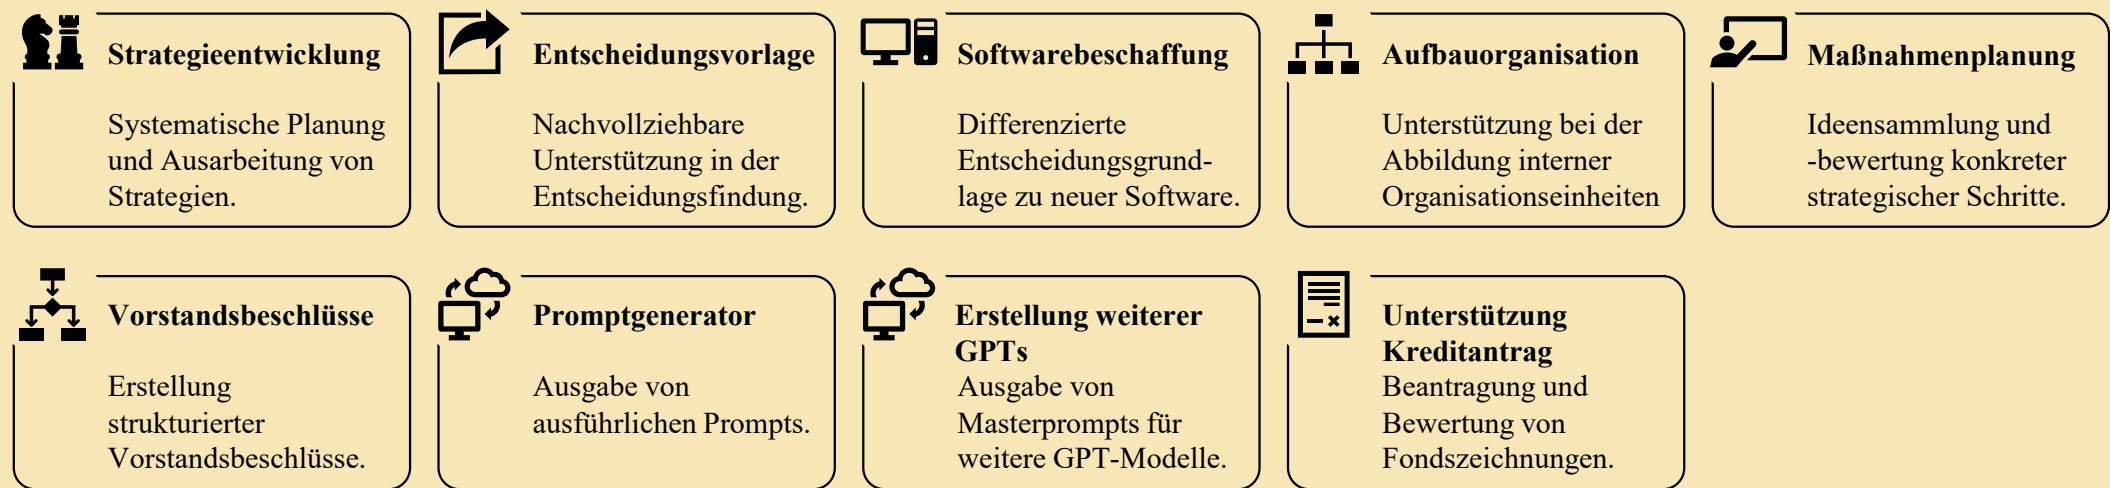 Strategieentwicklung
Systematische Planung
und Ausarbeitung von
Strategien.
Entscheidungsvorlage
Nachvollziehbare
Unterstützung in der
Entscheidungsfindung.
Softwarebeschaffung
Differenzierte
Entscheidungsgrund-
lage zu neuer Software.
Aufbauorganisation
Unterstützung bei der
Abbildung interner
Organisationseinheiten
Maßnahmenplanung
Ideensammlung und
-bewertung konkreter
strategischer Schritte.
Vorstandsbeschlüsse
Erstellung
strukturierter
Vorstandsbeschlüsse.
Promptgenerator
Ausgabe von
ausführlichen Prompts.
Erstellung weiterer
GPTs
Ausgabe von
Masterprompts für
weitere GPT-Modelle.
Unterstützung
Kreditantrag
Beantragung und
Bewertung von
Fondszeichnungen.